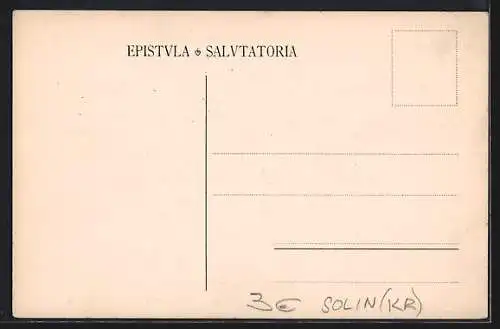 EPISTVLA SALVTATORIA
3€ SOLIN (KR)